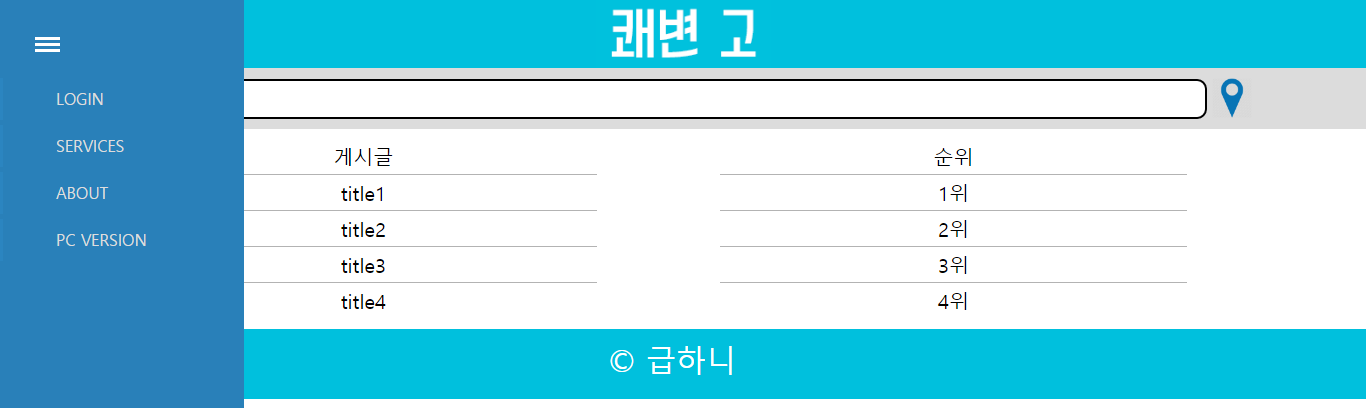 쾌변 고
LOGIN
SERVICES
ABOUT
PC VERSION
게시글
title1
title2
title3
title4
순위
1위
2위
3위
4위
© 급하니